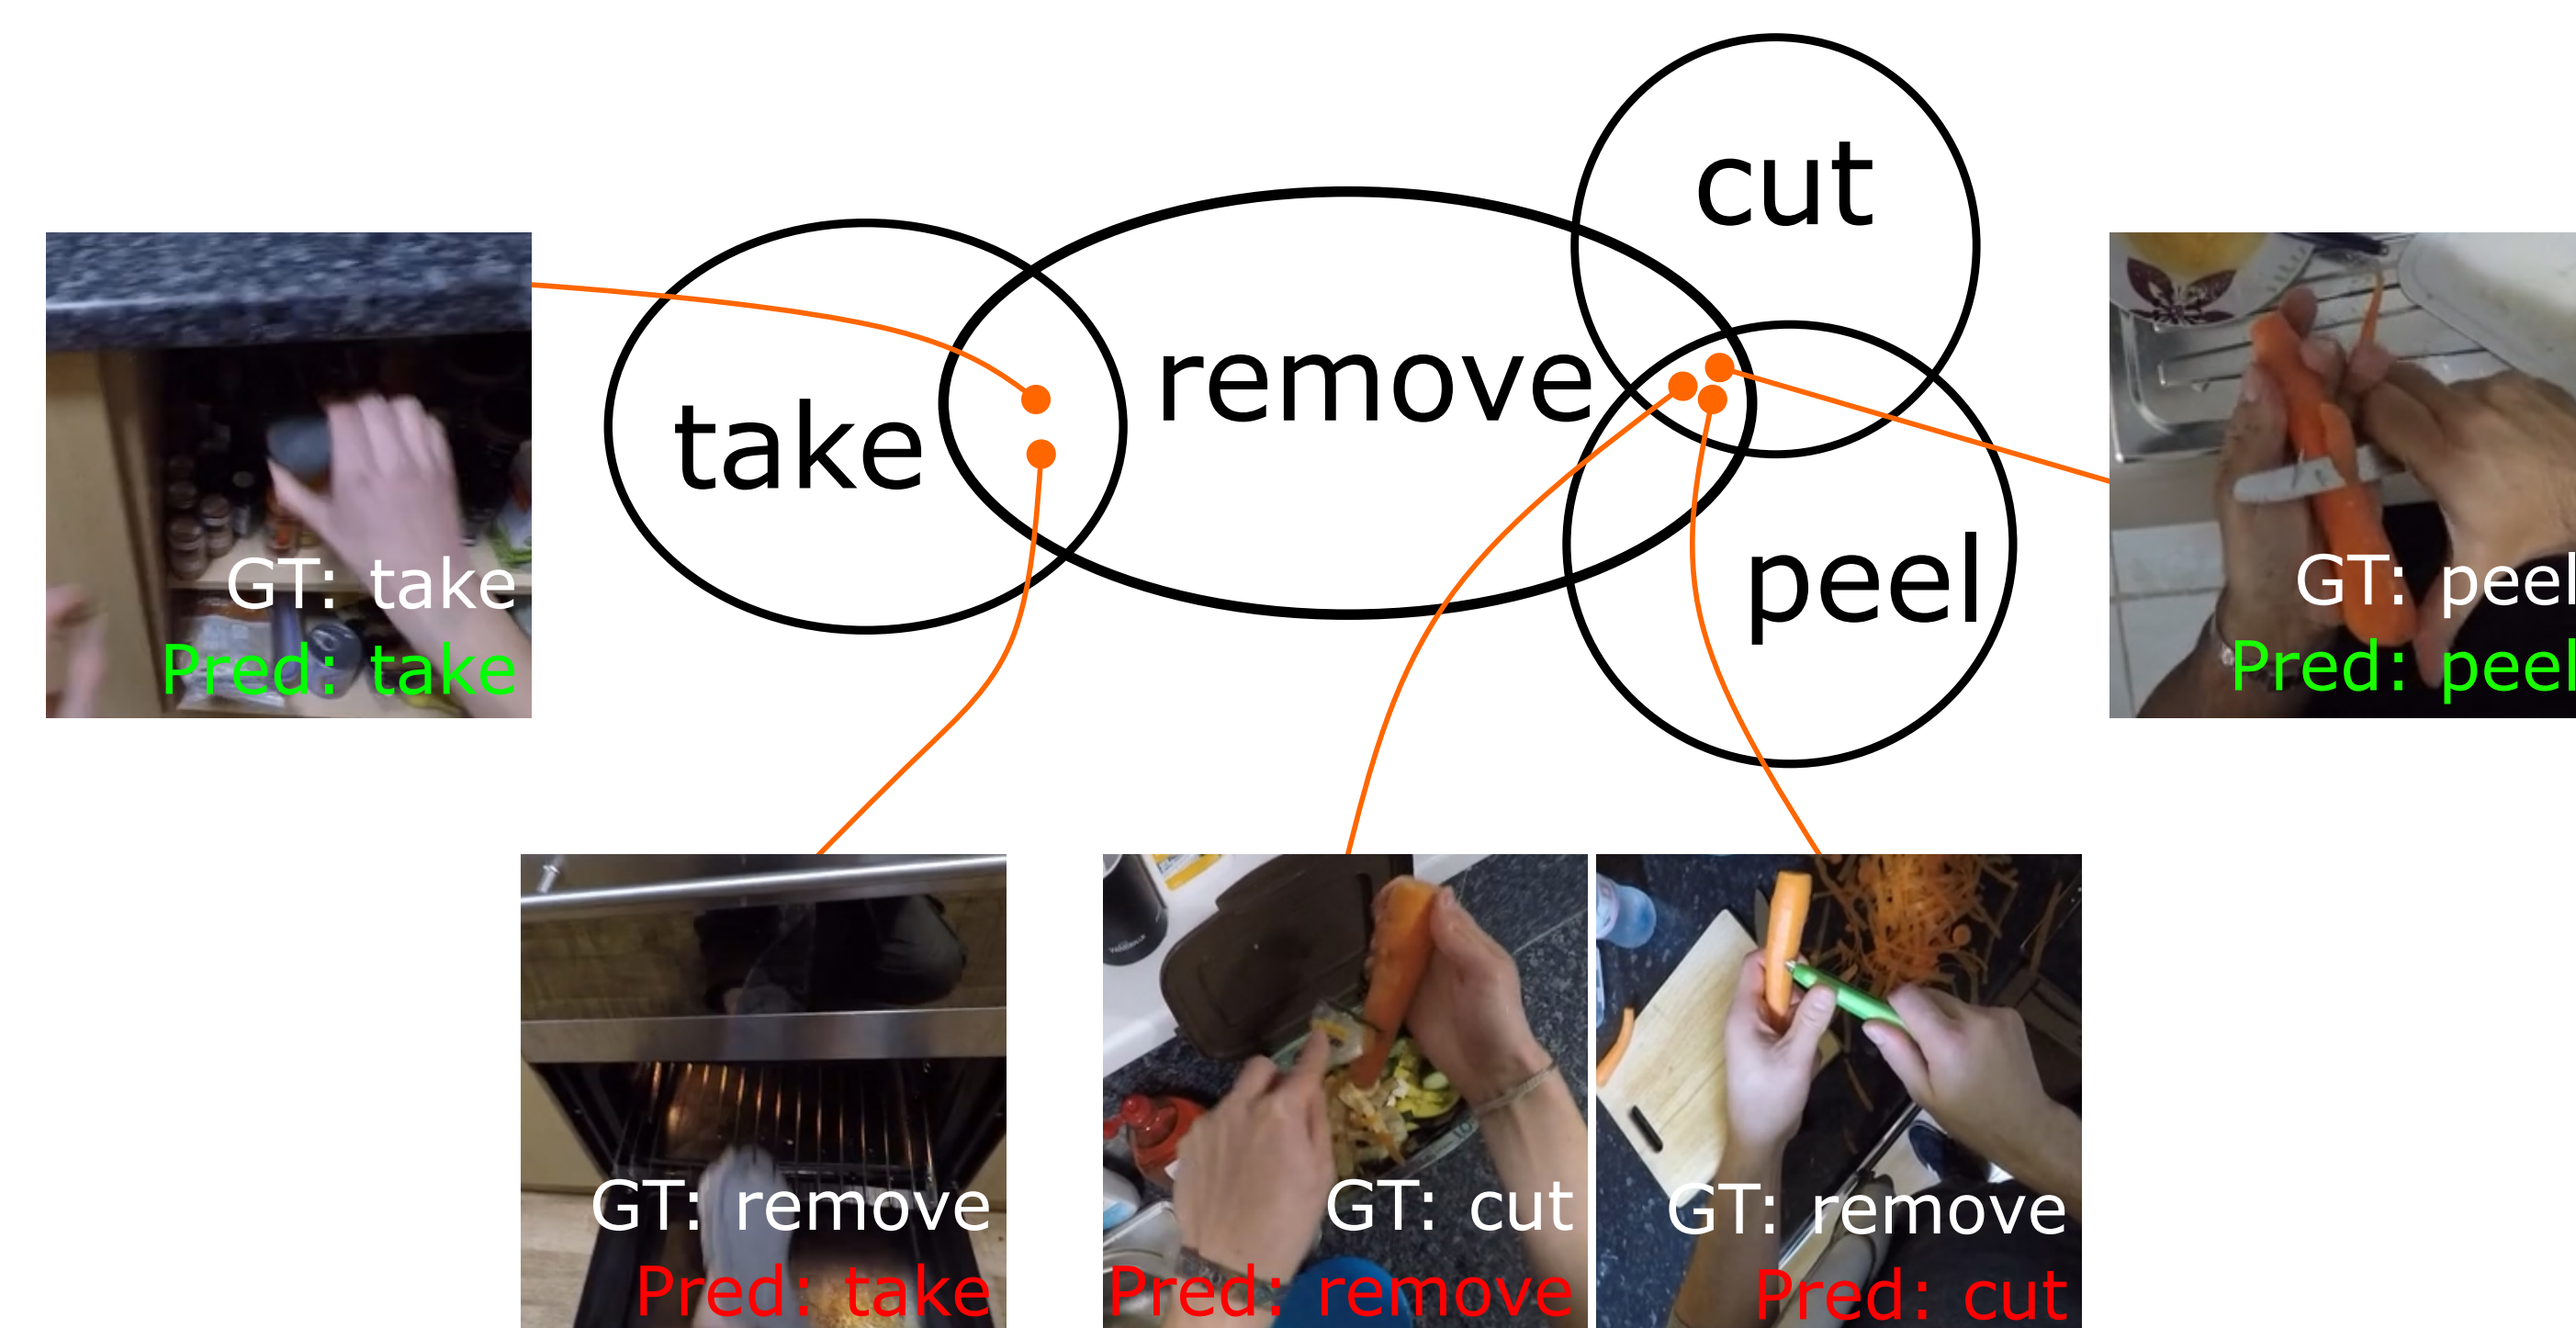 cut
remove
take
peel
GT: take
Pred: take
GT: peel
Pred: peel
GT: remove
Pred: take
GT: cut
Pred: remove
GT: remove
Pred: cut